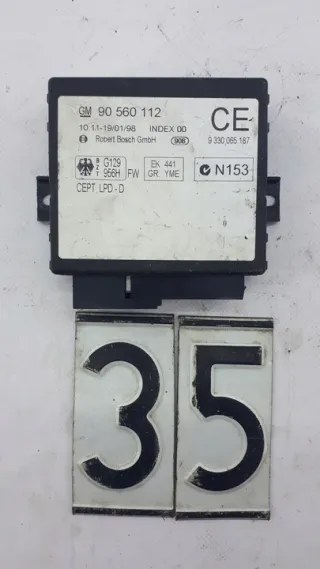 GM 90 560 112 CE
10 11-19/01/98 INDEX 00
Robert Bosch GmbH 9 330 065 187
G129 EK 441 N153
956H FW GR YME
CEPT LPD - D
35